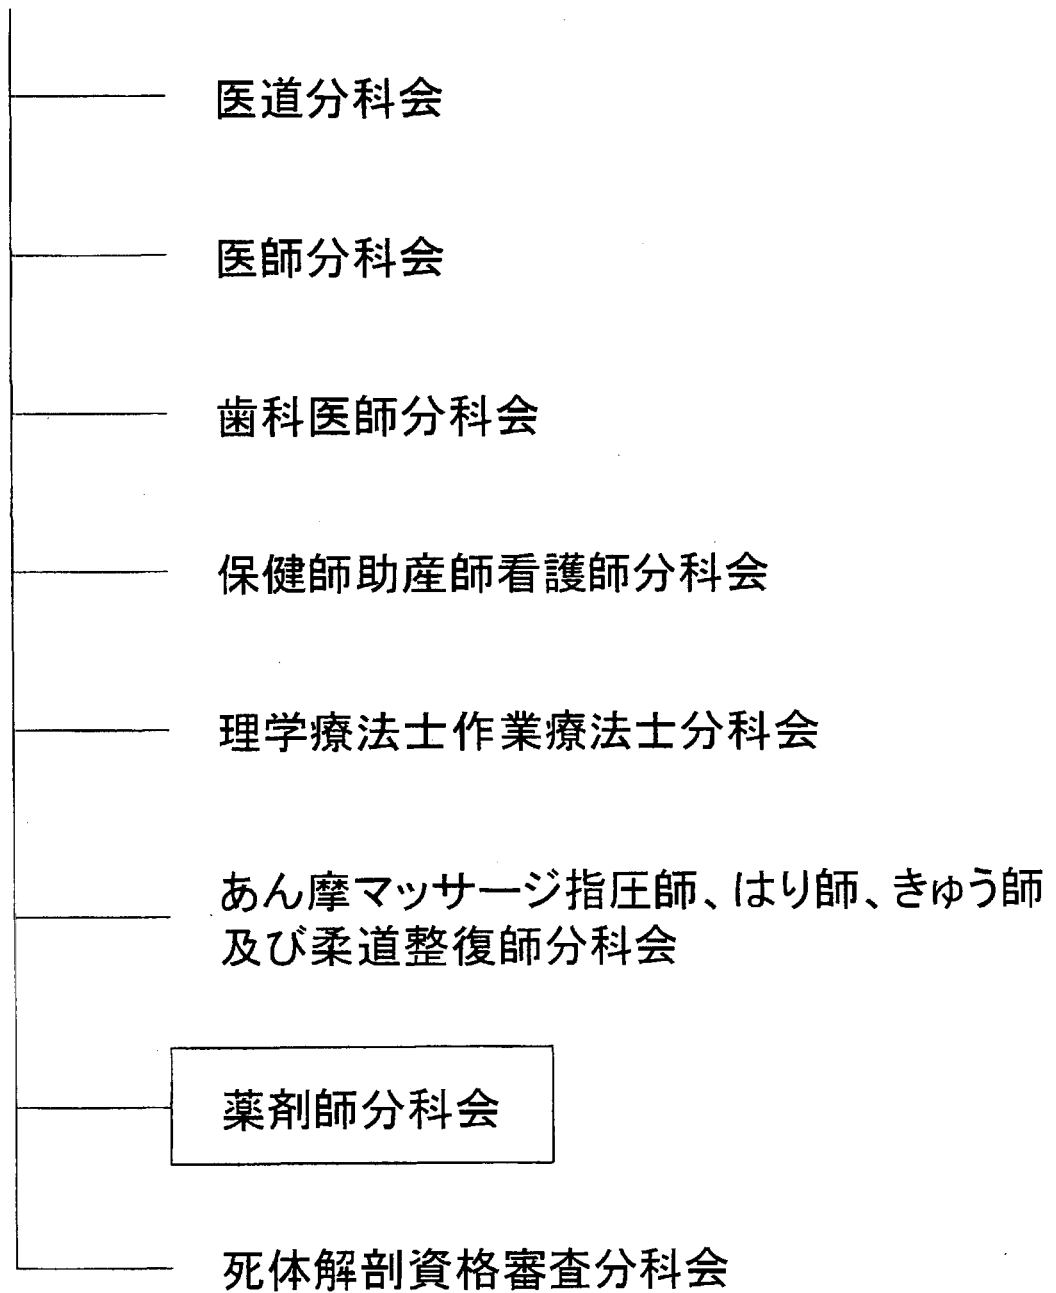 医道分科会
医師分科会
歯科医師分科会
保健師助産師看護師分科会
理学療法士作業療法士分科会
あん摩マッサージ指圧師、はり師、きゅう師
及び柔道整復師分科会
薬剤師分科会
死体解剖資格審査分科会